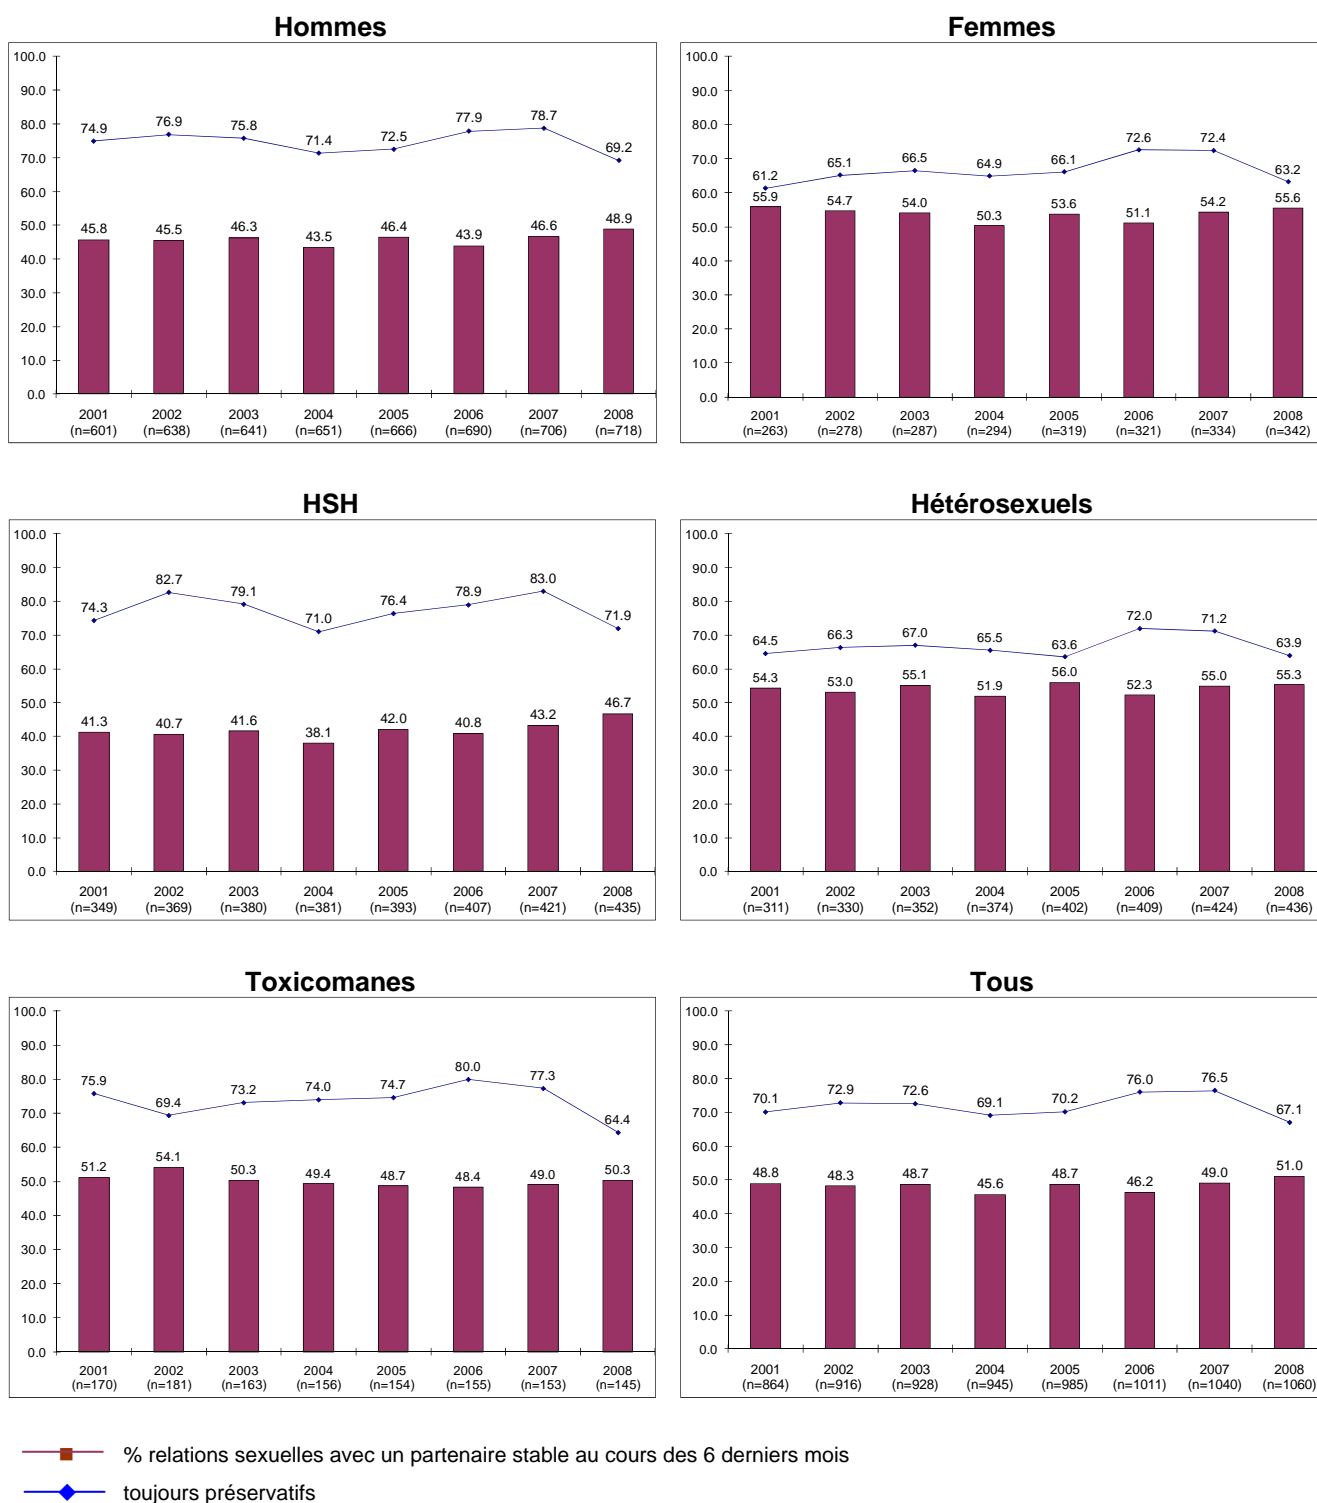 Hommes
100.0
90.0
80.0
70.0
60.0
50.0
40.0
30.0
20.0
10.0
0.0
74.9 76.9 75.8 71.4 72.5 77.9 78.7 69.2
45.8 45.5 46.3 43.5 46.4 43.9 46.6 48.9
2001 2002 2003 2004 2005 2006 2007 2008
(n=601) (n=638) (n=641) (n=651) (n=666) (n=690) (n=706) (n=718)
Femmes
100.0
90.0
80.0
70.0
60.0
50.0
40.0
30.0
20.0
10.0
0.0
61.2 65.1 66.5 64.9 66.1 72.6 72.4 63.2
55.9 54.7 54.0 50.3 53.6 51.1 54.2 55.6
2001 2002 2003 2004 2005 2006 2007 2008
(n=263) (n=278) (n=287) (n=294) (n=319) (n=321) (n=334) (n=342)
HSH
100.0
90.0
80.0
70.0
60.0
50.0
40.0
30.0
20.0
10.0
0.0
74.3 82.7 79.1 71.0 76.4 78.9 83.0 71.9
41.3 40.7 41.6 38.1 42.0 40.8 43.2 46.7
2001 2002 2003 2004 2005 2006 2007 2008
(n=349) (n=369) (n=380) (n=381) (n=393) (n=407) (n=421) (n=435)
Hétérosexuels
100.0
90.0
80.0
70.0
60.0
50.0
40.0
30.0
20.0
10.0
0.0
64.5 66.3 67.0 65.5 63.6 72.0 71.2 63.9
54.3 53.0 55.1 51.9 56.0 52.3 55.0 55.3
2001 2002 2003 2004 2005 2006 2007 2008
(n=311) (n=330) (n=352) (n=374) (n=402) (n=409) (n=424) (n=436)
Toxicomanes
100.0
90.0
80.0
70.0
60.0
50.0
40.0
30.0
20.0
10.0
0.0
75.9 69.4 73.2 74.0 74.7 80.0 77.3 64.4
51.2 54.1 50.3 49.4 48.7 48.4 49.0 50.3
2001 2002 2003 2004 2005 2006 2007 2008
(n=170) (n=181) (n=163) (n=156) (n=154) (n=155) (n=153) (n=145)
Tous
100.0
90.0
80.0
70.0
60.0
50.0
40.0
30.0
20.0
10.0
0.0
70.1 72.9 72.6 69.1 70.2 76.0 76.5 67.1
48.8 48.3 48.7 45.6 48.7 46.2 49.0 51.0
2001 2002 2003 2004 2005 2006 2007 2008
(n=864) (n=916) (n=928) (n=945) (n=985) (n=1011) (n=1040) (n=1060)
% relations sexuelles avec un partenaire stable au cours des 6 derniers mois
toujours préservatifs